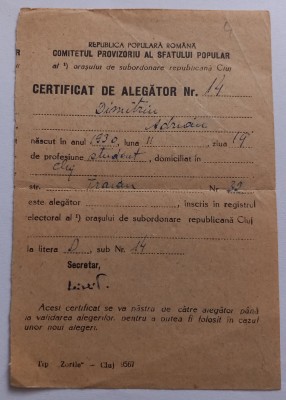 REPUBLICA POPULARĂ ROMÂNĂ
COMITETUL PROVIZORIU AL SFATULUI POPULAR
al ¹) orașului de subordonare republicană Cluj
CERTIFICAT DE ALEGĂTOR Nr. 14
Dimitriu
Adrian
născut în anul 1930, luna 11, ziua 19
de profesiune student, domiciliat în
Cluj
str. Traian Nr. 32
este alegător, înscris în registrul
electoral al ¹) orașului de subordonare republicană Cluj
la litera D, sub Nr. 14
Secretar,
Acest certificat se va păstra de către alegător până
la validarea alegerilor, pentru a putea fi folosit în cazul
unor noui alegeri.
Tip „Zorile" — Cluj